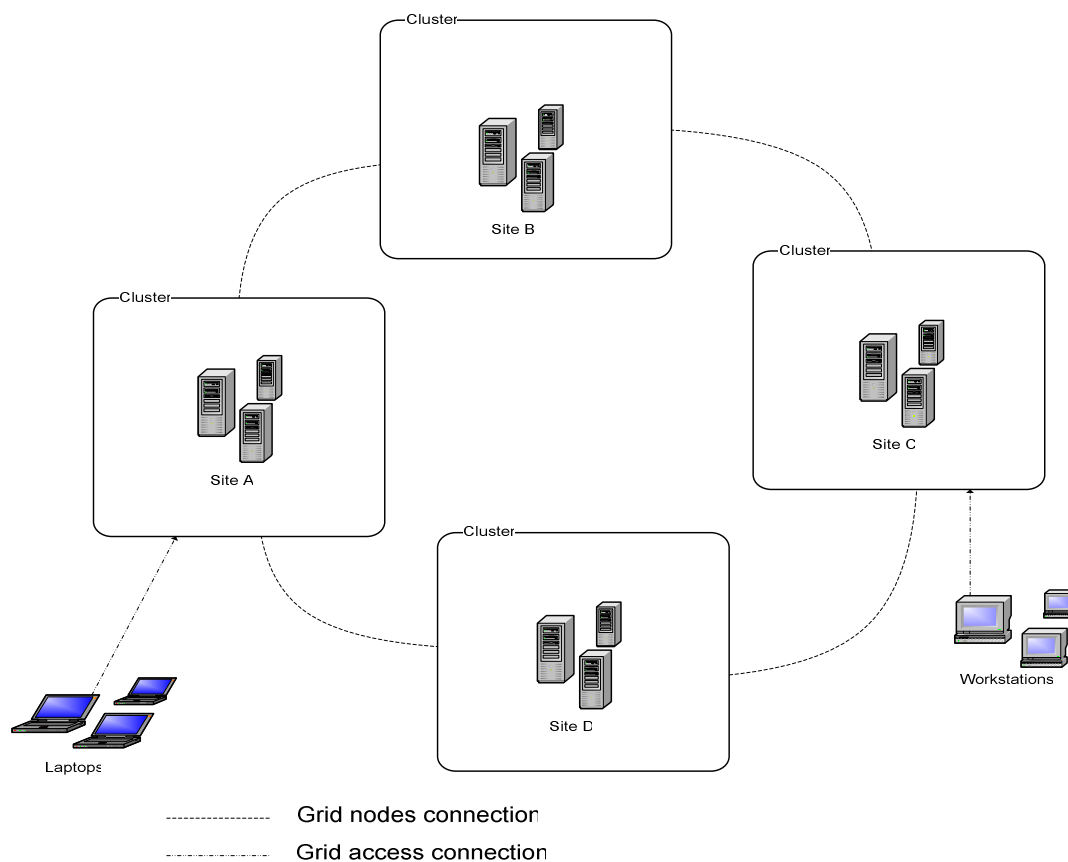 Cluster
Site B
Cluster
Site C
Cluster
Site A
Cluster
Site D
Workstations
Laptops
Grid nodes connection
Grid access connection